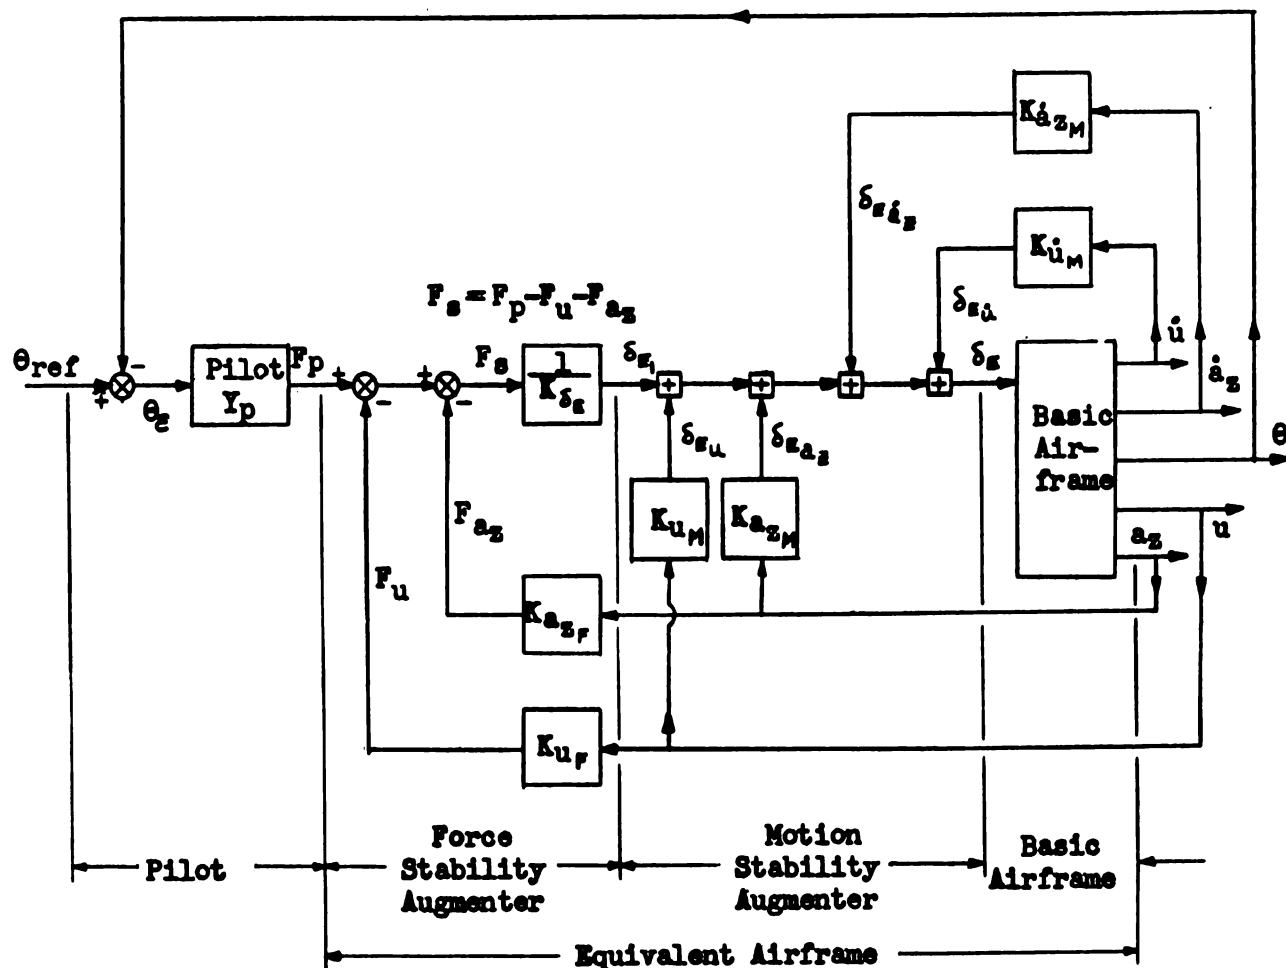 K_{ȧ_{z_M}}
δ_{E_{ȧ_z}}
K_{u̇_M}
F_s = F_p-F_u-F_{a_z}
δ_{E_{u̇}}
u̇
θ_ref
+
-
θ_ε
Pilot
Y_p
F_p
+
-
+
-
F_s
1
K_{δ_E}
δ_{E_1}
+
+
+
+
δ_E
Basic
Air-
frame
ȧ_z
θ
δ_{E_u}
δ_{E_{a_z}}
F_{a_z}
K_{u_M}
K_{a_{z_M}}
a_z
u
F_u
K_{a_{z_F}}
K_{u_F}
Pilot
Force
Stability
Augmenter
Motion
Stability
Augmenter
Basic
Airframe
Equivalent Airframe